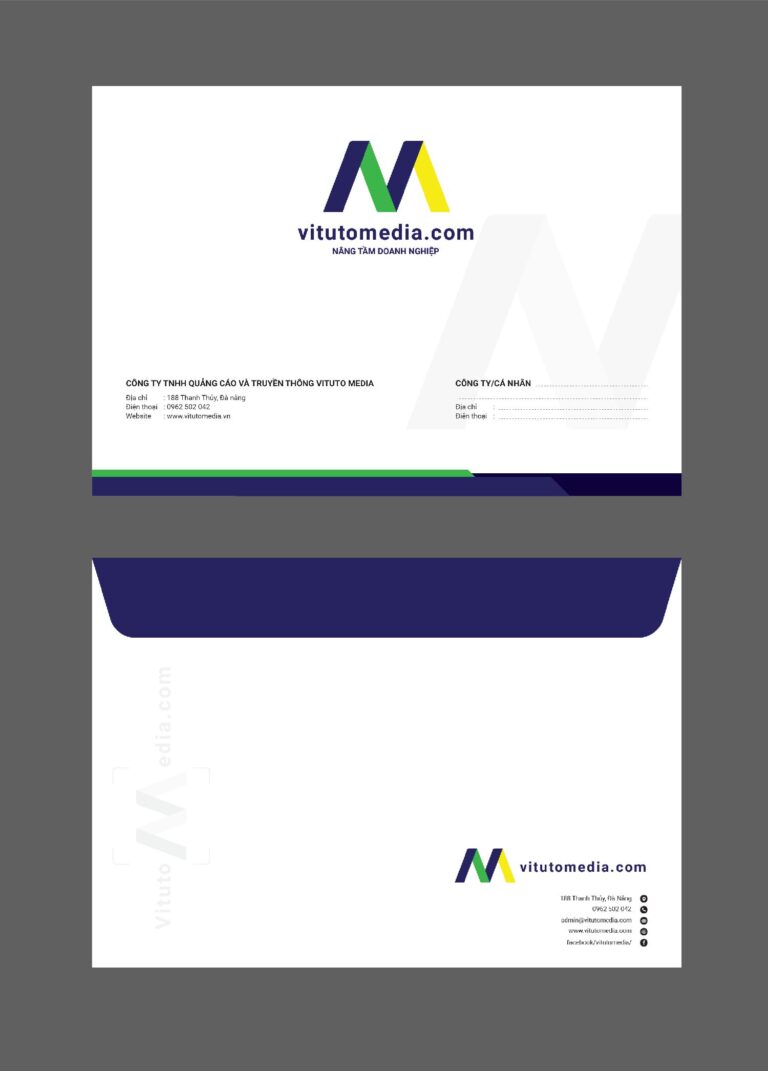 vitutomedia.com
NÂNG TẦM DOANH NGHIỆP
CÔNG TY TNHH QUẢNG CÁO VÀ TRUYỀN THÔNG VITUTO MEDIA
Địa chỉ : 188 Thanh Thủy, Đà nẵng
Điện thoại : 0962 502 042
Website : www.vitutomedia.vn
CÔNG TY/CÁ NHÂN
Địa chỉ :
Điện thoại :
Vituto Media.com
vitutomedia.com
188 Thanh Thủy, Đà Nẵng
0962 502 042
admin@vitutomedia.com
www.vitutomedia.com
facebook/vitutomedia/